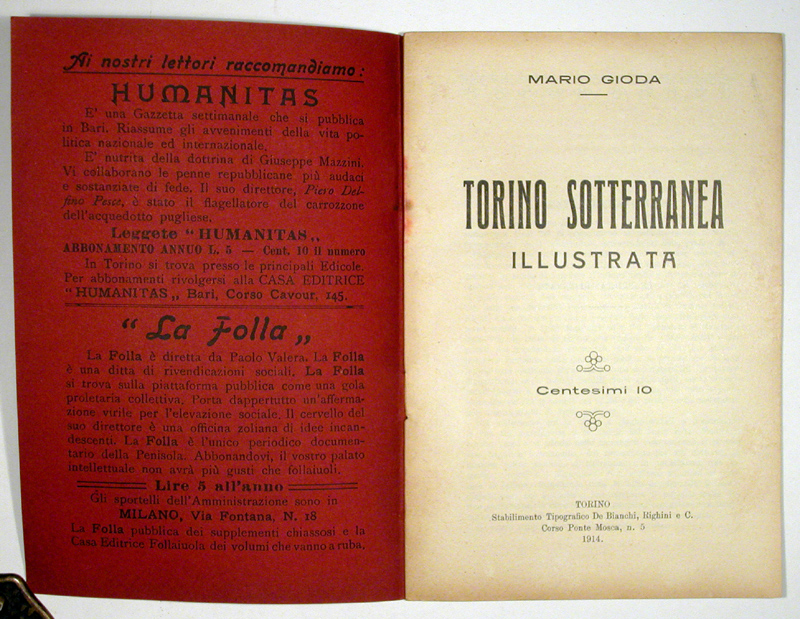 Ai nostri lettori raccomandiamo:
HUMANITAS
E' una Gazzetta settimanale che si pubblica
in Bari. Riassume gli avvenimenti della vita po-
litica nazionale ed internazionale.
E' nutrita della dottrina di Giuseppe Mazzini.
Vi collaborano le penne repubblicane più audaci
e sostanziate di fede. Il suo direttore, Piero Del-
fino Pesce, è stato il flagellatore del carrozzone
dell'acquedotto pugliese.
Leggete "HUMANITAS„
ABBONAMENTO ANNUO L. 5 — Cent. 10 il numero
In Torino si trova presso le principali Edicole.
Per abbonamenti rivolgersi alla CASA EDITRICE
"HUMANITAS„ Bari, Corso Cavour, 145.
"La Folla„
La Folla è diretta da Paolo Valera. La Folla
è una ditta di rivendicazioni sociali. La Folla
si trova sulla piattaforma pubblica come una gola
proletaria collettiva. Porta dappertutto un'afferma-
zione virile per l'elevazione sociale. Il cervello del
suo direttore è una officina zoliana di idee incan-
descenti. La Folla è l'unico periodico documen-
tario della Penisola. Abbonandovi, il vostro palato
intellettuale non avrà più gusti che follaiuoli.
Lire 5 all'anno
Gli sportelli dell'Amministrazione sono in
MILANO, Via Fontana, N. 18
La Folla pubblica dei supplementi chiassosi e la
Casa Editrice Follaiuola dei volumi che vanno a ruba.
MARIO GIODA
TORINO SOTTERRANEA
ILLUSTRATA
Centesimi 10
TORINO
Stabilimento Tipografico De Bianchi, Righini e C.
Corso Ponte Mosca, n. 5
1914.